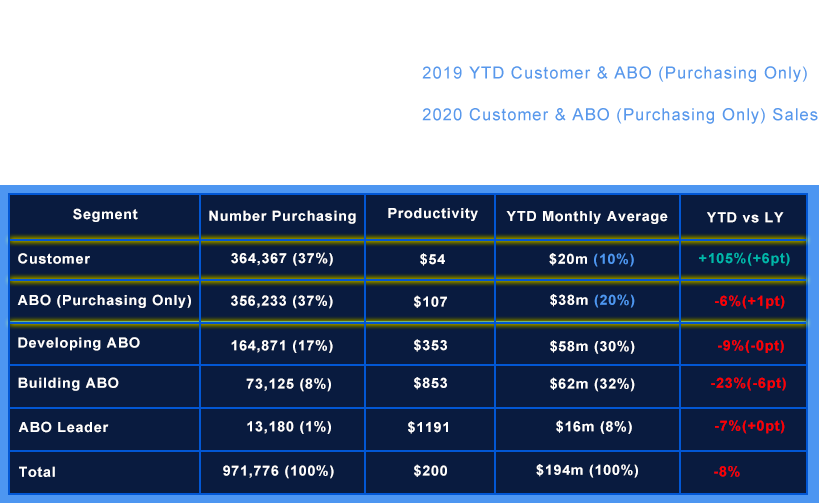 2019 YTD Customer & ABO (Purchasing Only)
2020 Customer & ABO (Purchasing Only) Sales
Segment Number Purchasing Productivity YTD Monthly Average YTD vs LY
Customer 364,367 (37%) $54 $20m (10%) +105%(+6pt)
ABO (Purchasing Only) 356,233 (37%) $107 $38m (20%) -6%(+1pt)
Developing ABO 164,871 (17%) $353 $58m (30%) -9%(-0pt)
Building ABO 73,125 (8%) $853 $62m (32%) -23%(-6pt)
ABO Leader 13,180 (1%) $1191 $16m (8%) -7%(+0pt)
Total 971,776 (100%) $200 $194m (100%) -8%